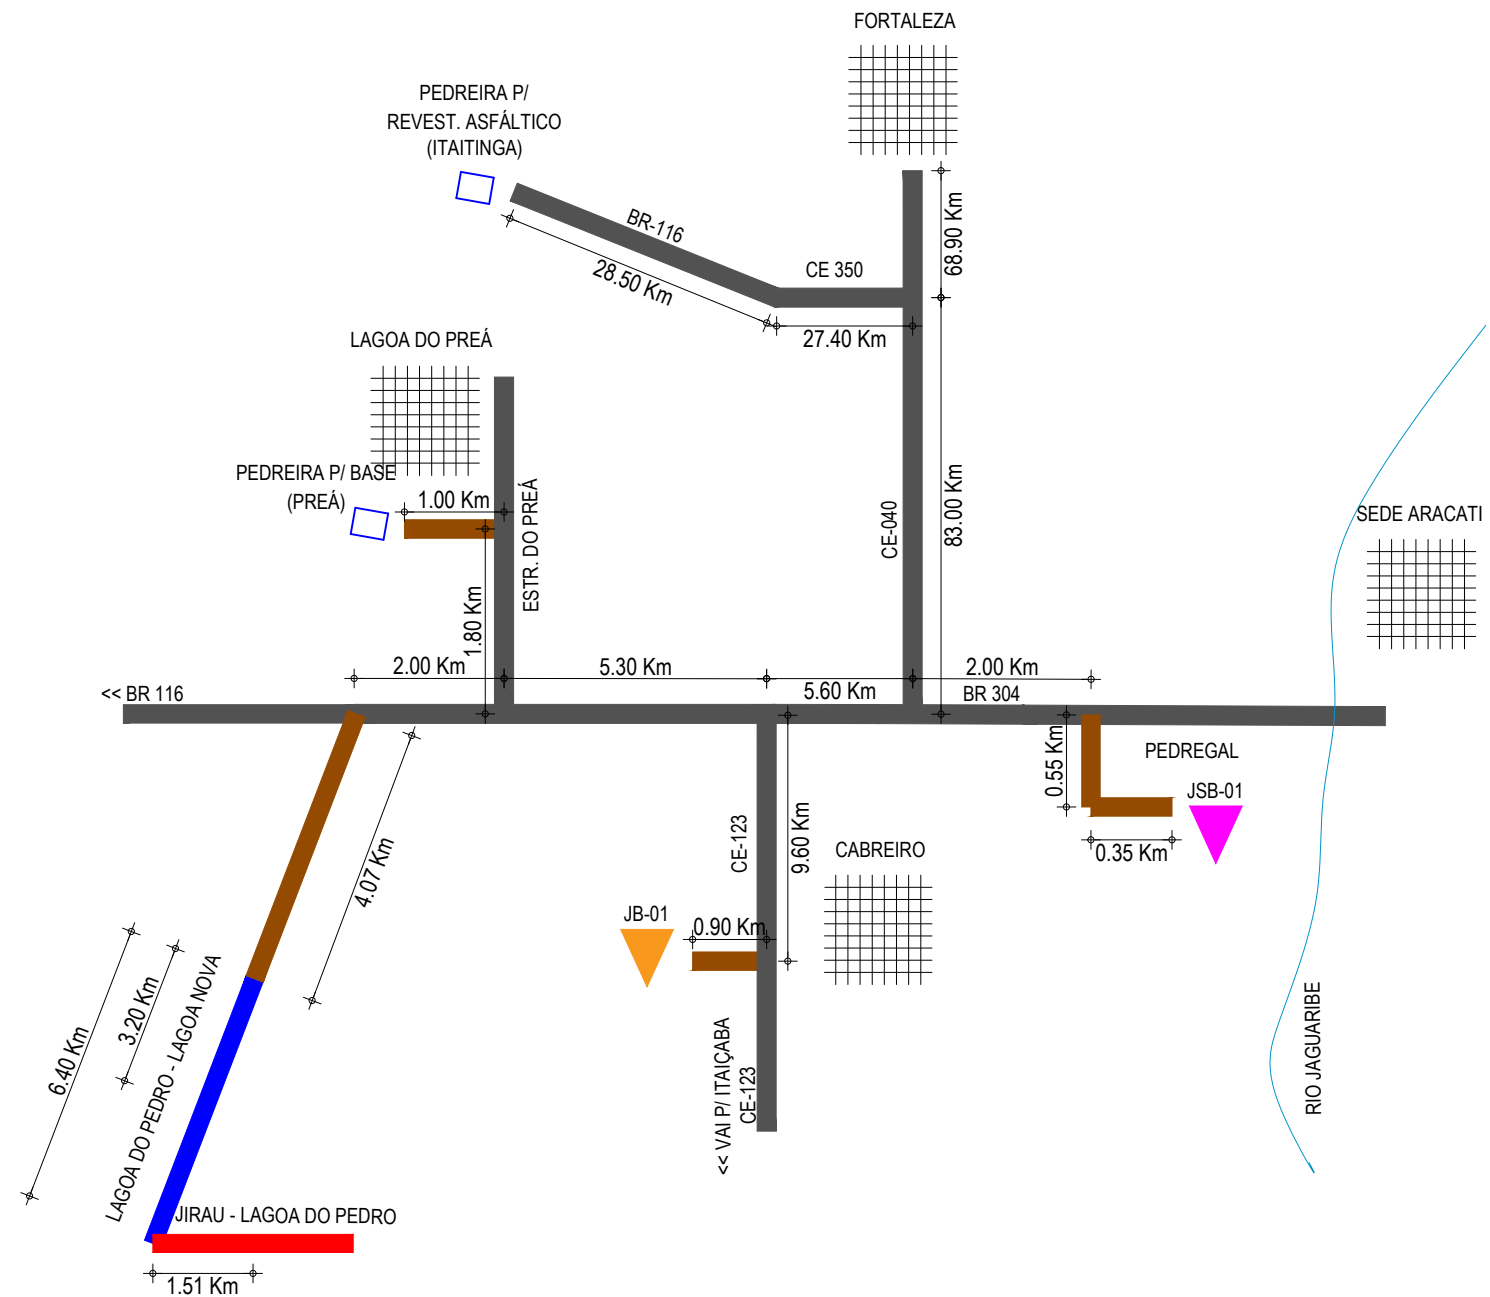 FORTALEZA
PEDREIRA P/
REVEST. ASFÁLTICO
(ITAITINGA)
BR-116
28.50 Km
CE 350
27.40 Km
68.90 Km
LAGOA DO PREÁ
PEDREIRA P/ BASE
(PREÁ)
1.00 Km
1.80 Km
ESTR. DO PREÁ
CE-040
83.00 Km
SEDE ARACATI
<< BR 116
2.00 Km
5.30 Km
5.60 Km
2.00 Km
BR 304
0.55 Km
PEDREGAL
JSB-01
0.35 Km
4.07 Km
CE-123
9.60 Km
CABREIRO
JB-01
0.90 Km
6.40 Km
3.20 Km
LAGOA DO PEDRO - LAGOA NOVA
<< VAI P/ ITAIÇABA
CE-123
RIO JAGUARIBE
JIRAU - LAGOA DO PEDRO
1.51 Km